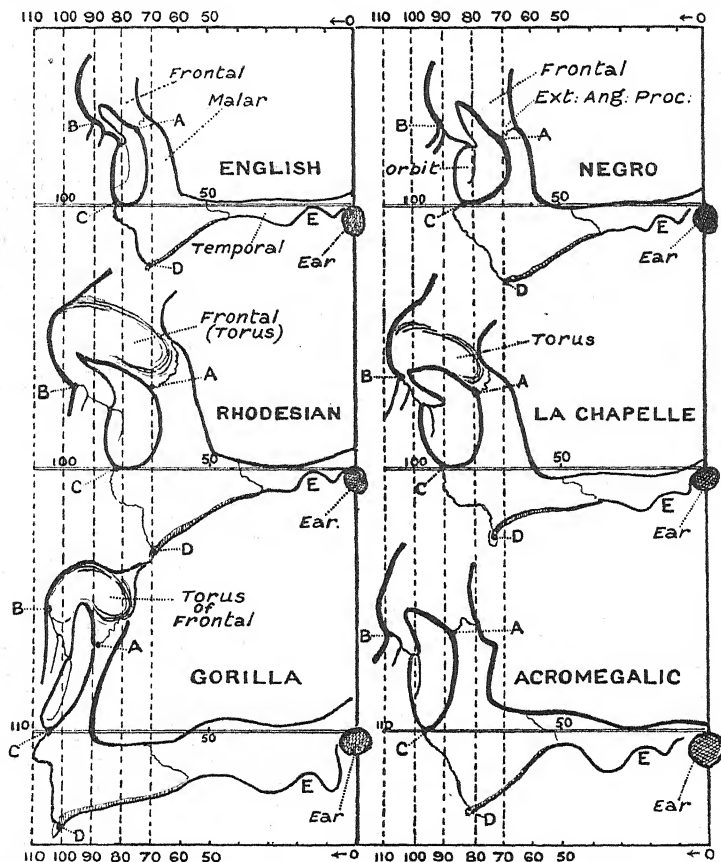 110 100 90 80 70 60 50 ←0
110 100 90 80 70 60 50 ←0
Frontal
Malar
B
A
ENGLISH
100
50
C
Temporal
E
D
Ear
Frontal
Ext: Ang: Proc:
B
A
orbit
NEGRO
100
50
C
E
D
Ear
Frontal
(Torus)
B
A
RHODESIAN
100
50
C
E
Ear.
D
Torus
B
A
LA CHAPELLE
100
50
C
E
D
Ear
Torus
of
Frontal
B
A
GORILLA
110
50
C
E
D
Ear
B
A
ACROMEGALIC
110
50
C
E
D
Ear
110 100 90 80 70 60 50 ←0
110 100 90 80 70 60 50 ←0